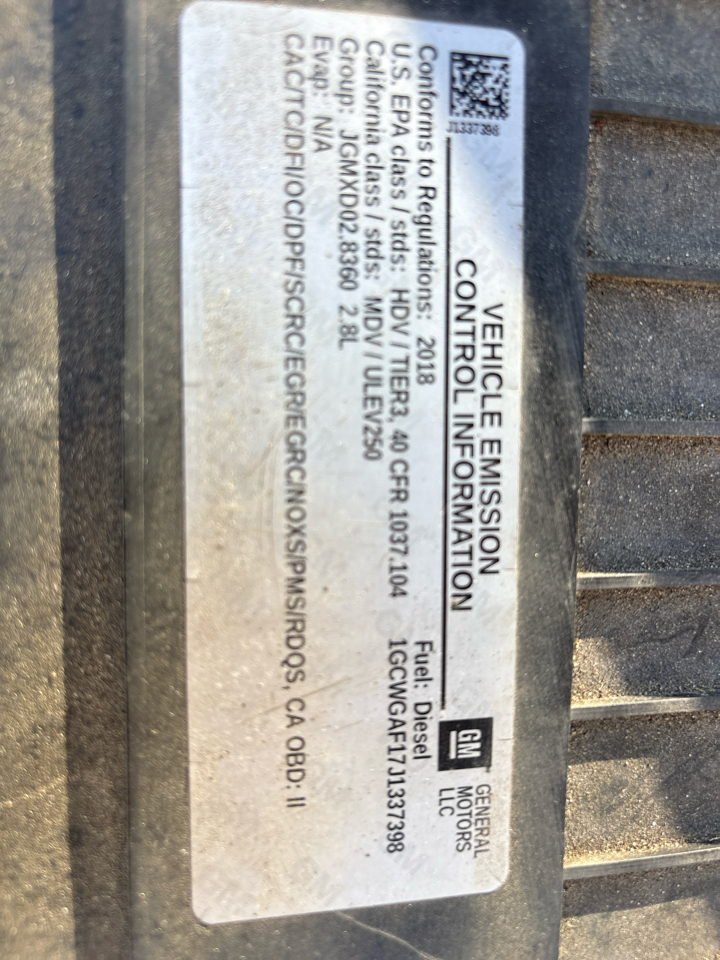 J1337398
VEHICLE EMISSION
CONTROL INFORMATION
GM
GENERAL
MOTORS
LLC
Conforms to Regulations: 2018 Fuel: Diesel
U.S. EPA class / stds: HDV / TIER3, 40 CFR 1037.104 1GCWGAF17J1337398
California class / stds: MDV / ULEV250
Group: JGMXD02.8360 2.8L
Evap: N/A
CAC/TC/DFI/OC/DPF/SCRC/EGR/EGRC/NOXS/PMS/RDQS, CA OBD: II